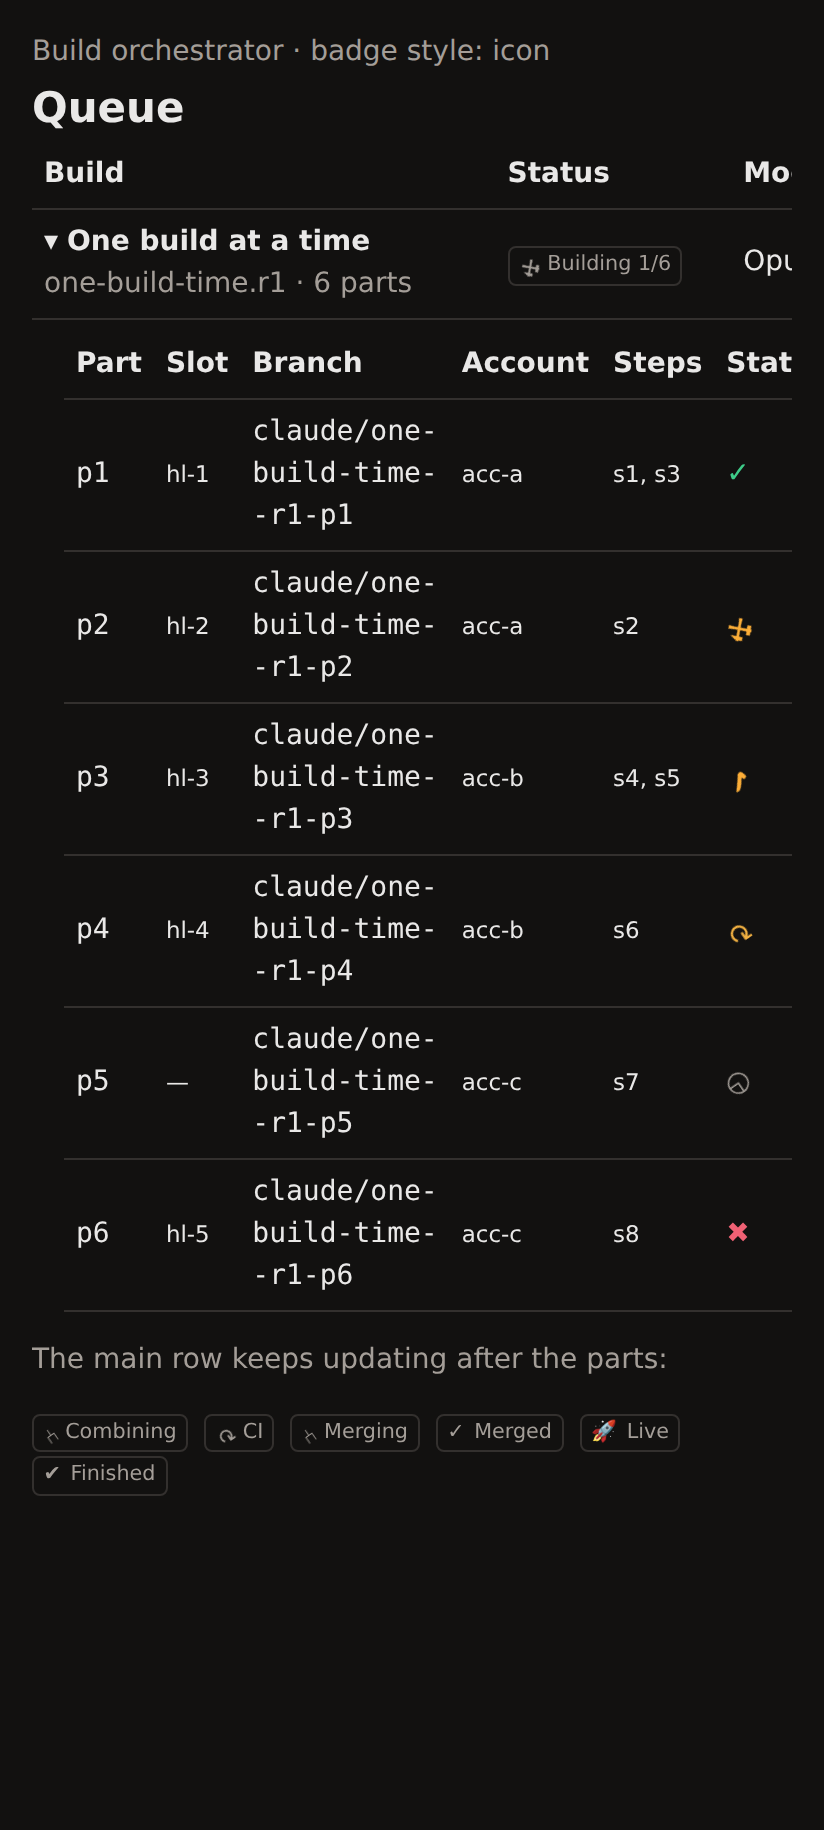 Build orchestrator · badge style: icon
Queue
Build Status Mo
▾ One build at a time
one-build-time.r1 · 6 parts
Building 1/6
Opu
Part Slot Branch Account Steps Stat
p1 hl-1 claude/one-
build-time-
-r1-p1
acc-a s1, s3 ✓
p2 hl-2 claude/one-
build-time-
-r1-p2
acc-a s2
p3 hl-3 claude/one-
build-time-
-r1-p3
acc-b s4, s5
p4 hl-4 claude/one-
build-time-
-r1-p4
acc-b s6
p5 — claude/one-
build-time-
-r1-p5
acc-c s7
p6 hl-5 claude/one-
build-time-
-r1-p6
acc-c s8 ✖
The main row keeps updating after the parts:
Combining ⟳ CI Merging ✓ Merged 🚀 Live
✔ Finished